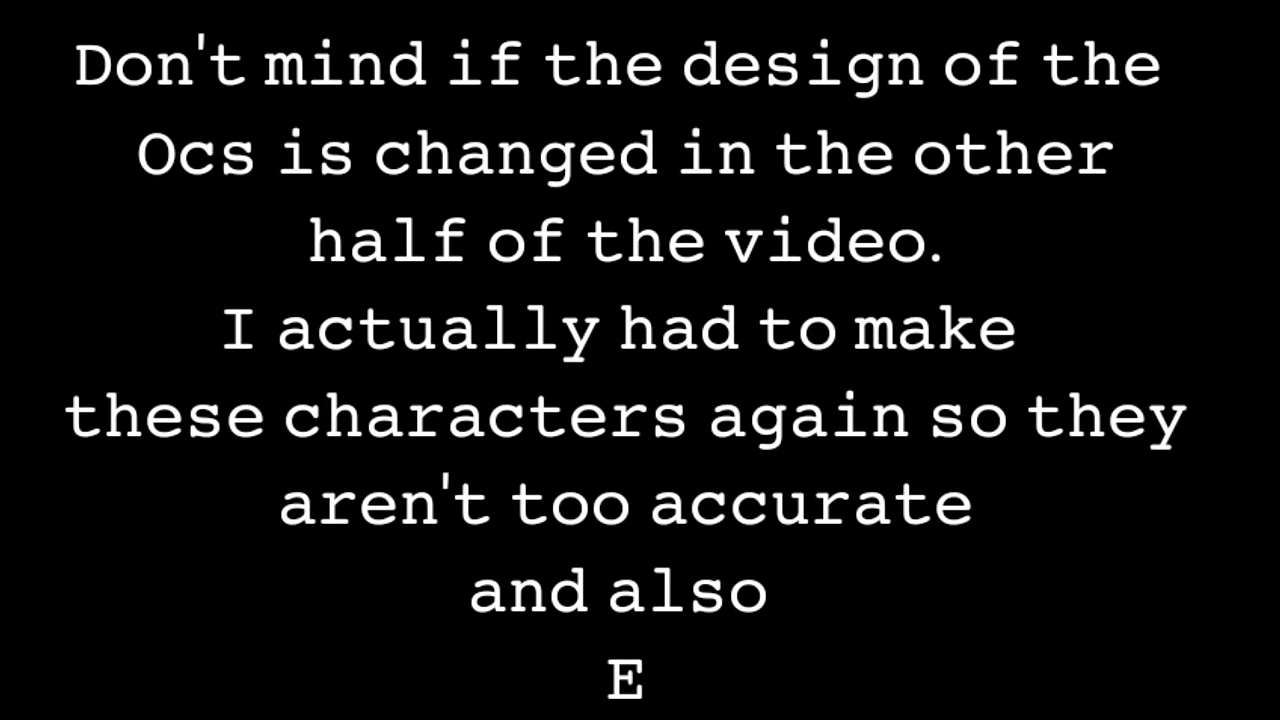 Don't mind if the design of the
Ocs is changed in the other
half of the video.
I actually had to make
these characters again so they
aren't too accurate
and also
E